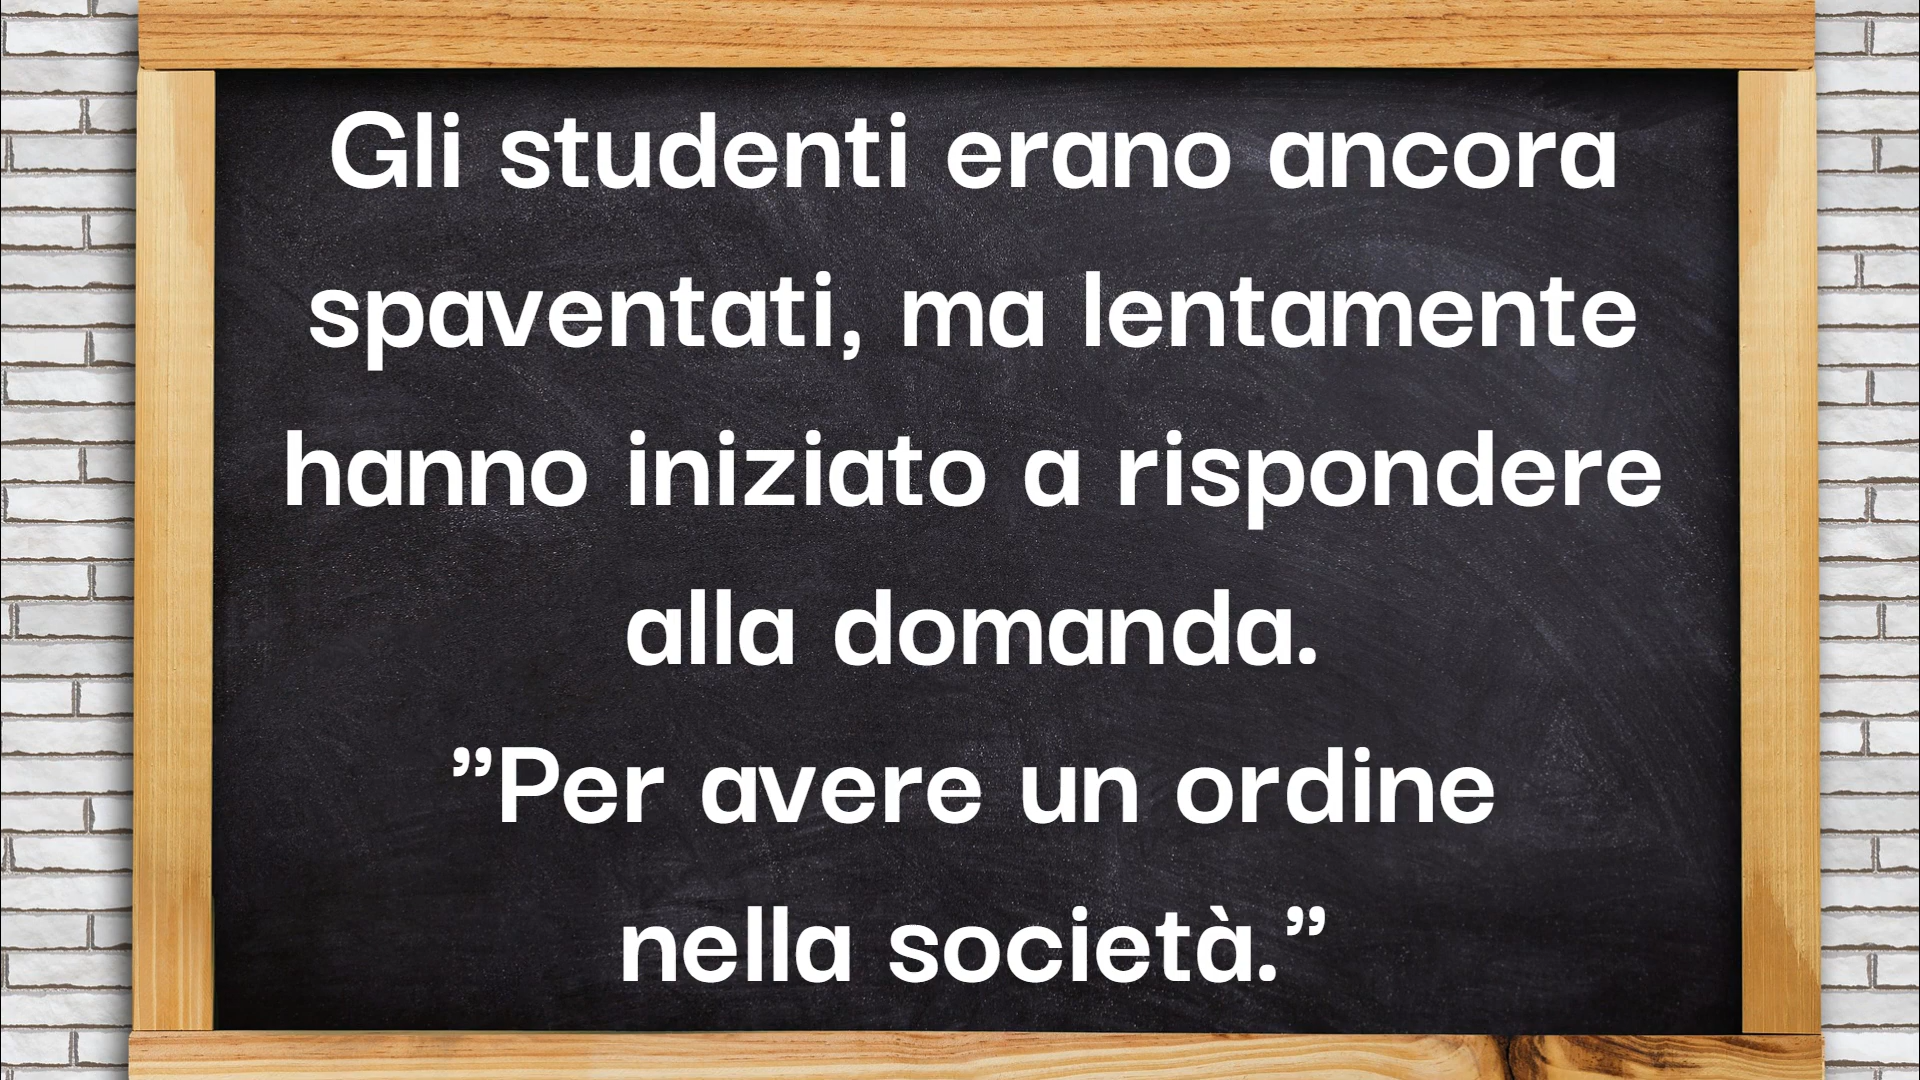 Gli studenti erano ancora
spaventati, ma lentamente
hanno iniziato a rispondere
alla domanda.
”Per avere un ordine
nella società.”